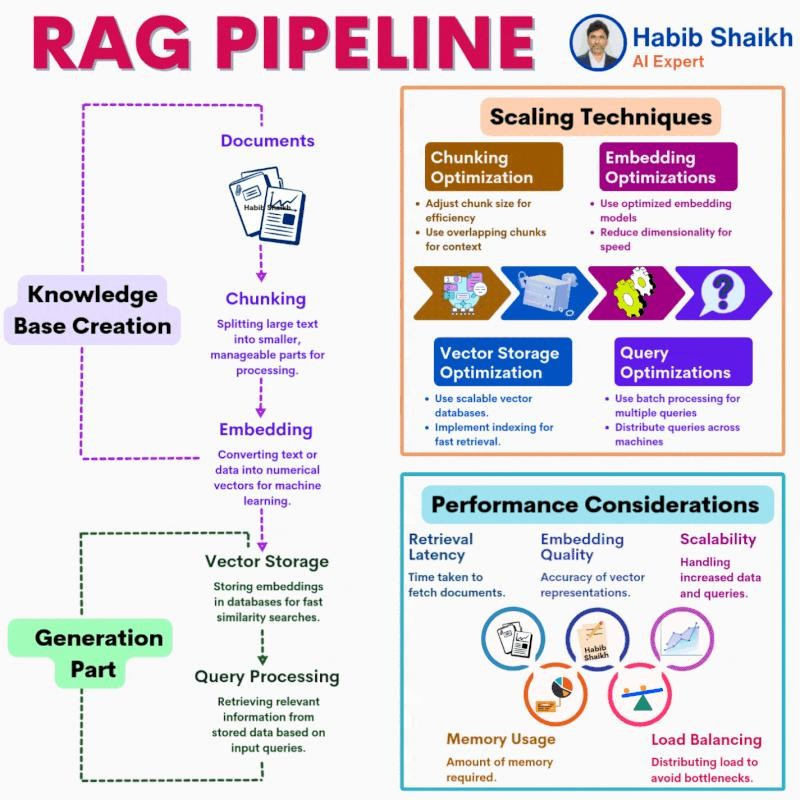 RAG PIPELINE
Habib Shaikh
AI Expert
Documents
Habib Shaikh
Knowledge
Base Creation
Chunking
Splitting large text
into smaller,
manageable parts for
processing.
Embedding
Converting text or
data into numerical
vectors for machine
learning.
Vector Storage
Storing embeddings
in databases for fast
similarity searches.
Generation
Part
Query Processing
Retrieving relevant
information from
stored data based on
input queries.
Scaling Techniques
Chunking
Optimization
• Adjust chunk size for
efficiency
• Use overlapping chunks
for context
Embedding
Optimizations
• Use optimized embedding
models
• Reduce dimensionality for
speed
Vector Storage
Optimization
• Use scalable vector
databases.
• Implement indexing for
fast retrieval.
?
Query
Optimizations
• Use batch processing for
multiple queries
• Distribute queries across
machines
Performance Considerations
Retrieval
Latency
Time taken to
fetch documents.
Embedding
Quality
Accuracy of vector
representations.
Scalability
Handling
increased data
and queries.
Habib
Shaikh
Memory Usage
Amount of memory
required.
Load Balancing
Distributing load to
avoid bottlenecks.